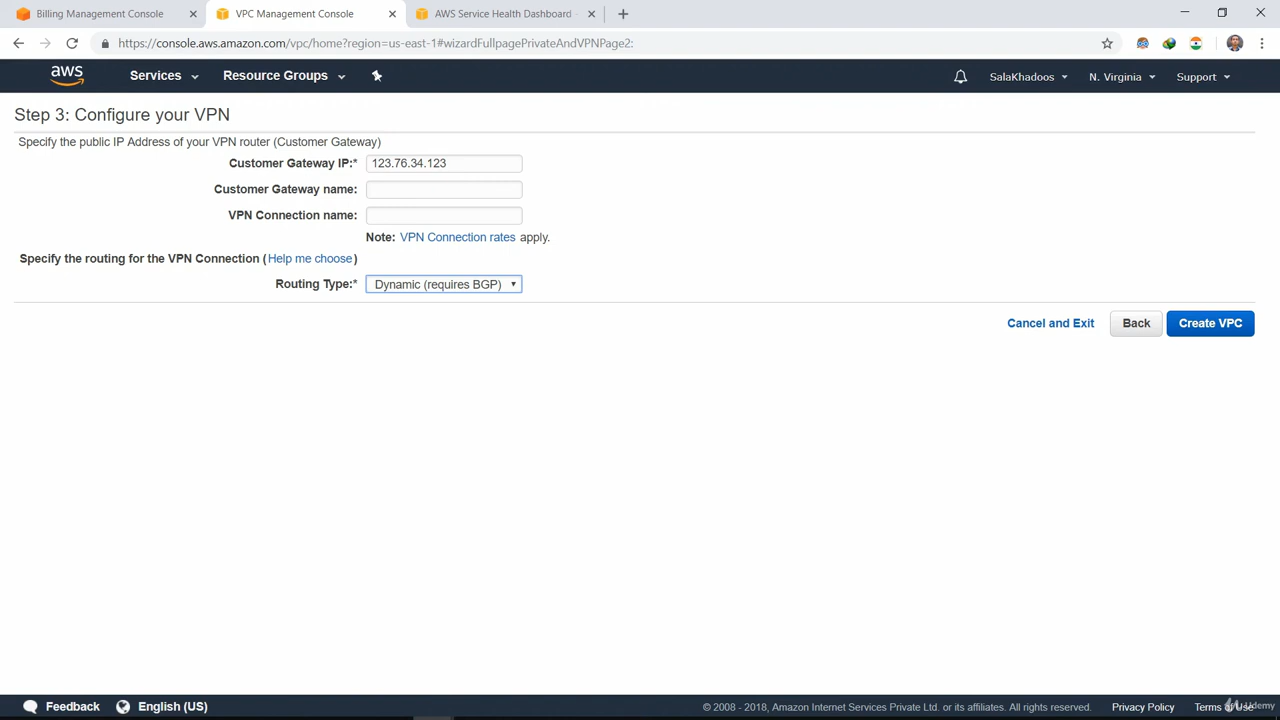 Billing Management Console
VPC Management Console
AWS Service Health Dashboard -
https://console.aws.amazon.com/vpc/home?region=us-east-1#wizardFullpagePrivateAndVPNPage2:
aws Services Resource Groups SalaKhadoos N. Virginia Support
Step 3: Configure your VPN
Specify the public IP Address of your VPN router (Customer Gateway)
Customer Gateway IP:* 123.76.34.123
Customer Gateway name:
VPN Connection name:
Note: VPN Connection rates apply.
Specify the routing for the VPN Connection (Help me choose)
Routing Type:* Dynamic (requires BGP)
Cancel and Exit Back Create VPC
Feedback English (US) © 2008 - 2018, Amazon Internet Services Private Ltd. or its affiliates. All rights reserved. Privacy Policy Terms of Use
Udemy